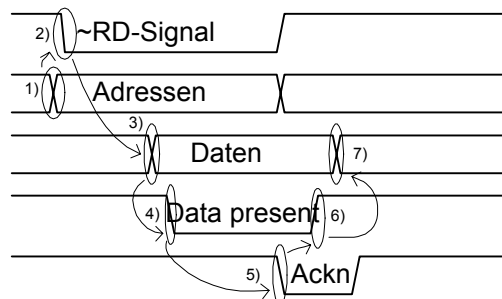 2) ~RD-Signal
1) Adressen
3) Daten 7)
4) Data present 6)
5) Ackn